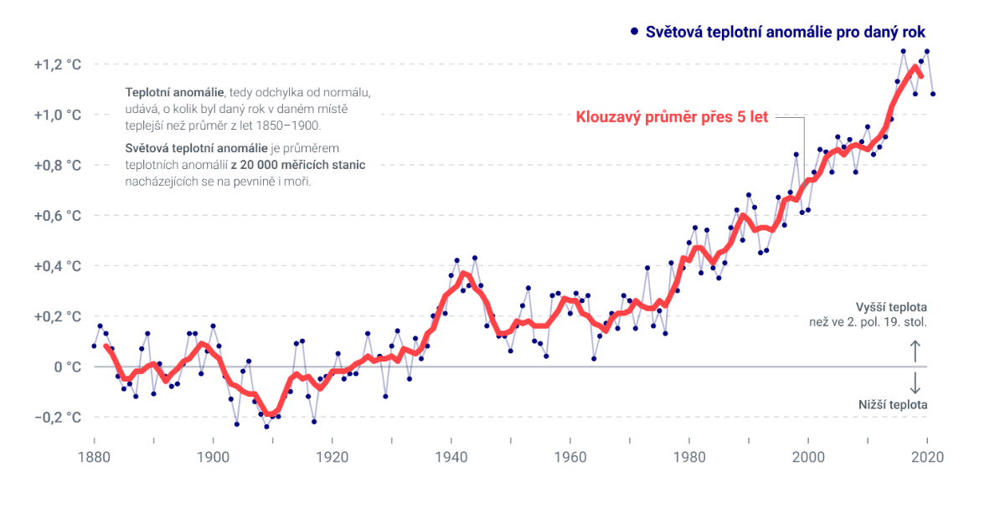 Světová teplotní anomálie pro daný rok
+1,2 °C
Teplotní anomálie, tedy odchylka od normálu,
udává, o kolik byl daný rok v daném místě
teplejší než průměr z let 1850–1900.
+1,0 °C
Klouzavý průměr přes 5 let
Světová teplotní anomálie je průměrem
teplotních anomálií z 20 000 měřicích stanic
nacházejících se na pevnině i moři.
+0,8 °C
+0,6 °C
+0,4 °C
+0,2 °C
Vyšší teplota
než ve 2. pol. 19. stol.
0 °C
Nižší teplota
−0,2 °C
1880 1900 1920 1940 1960 1980 2000 2020